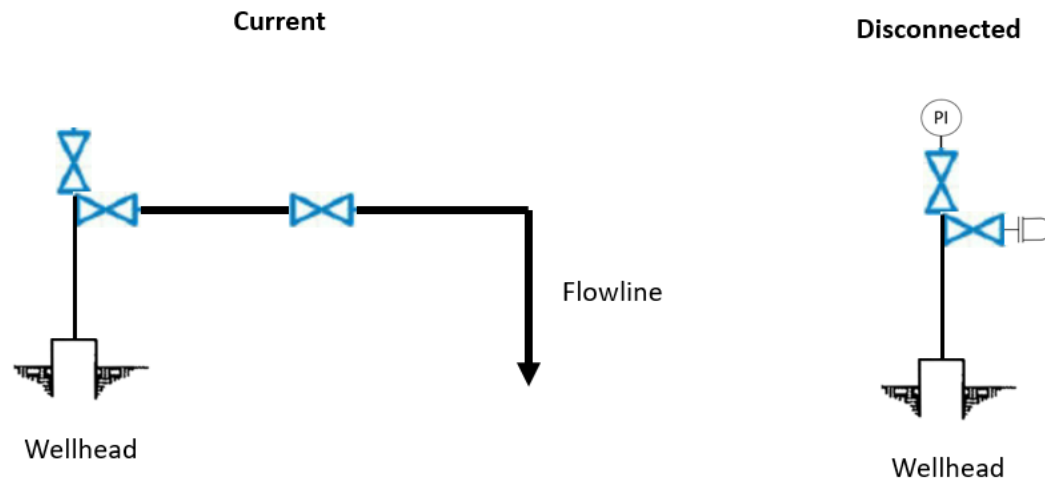 Current
Disconnected
PI
Flowline
Wellhead
Wellhead